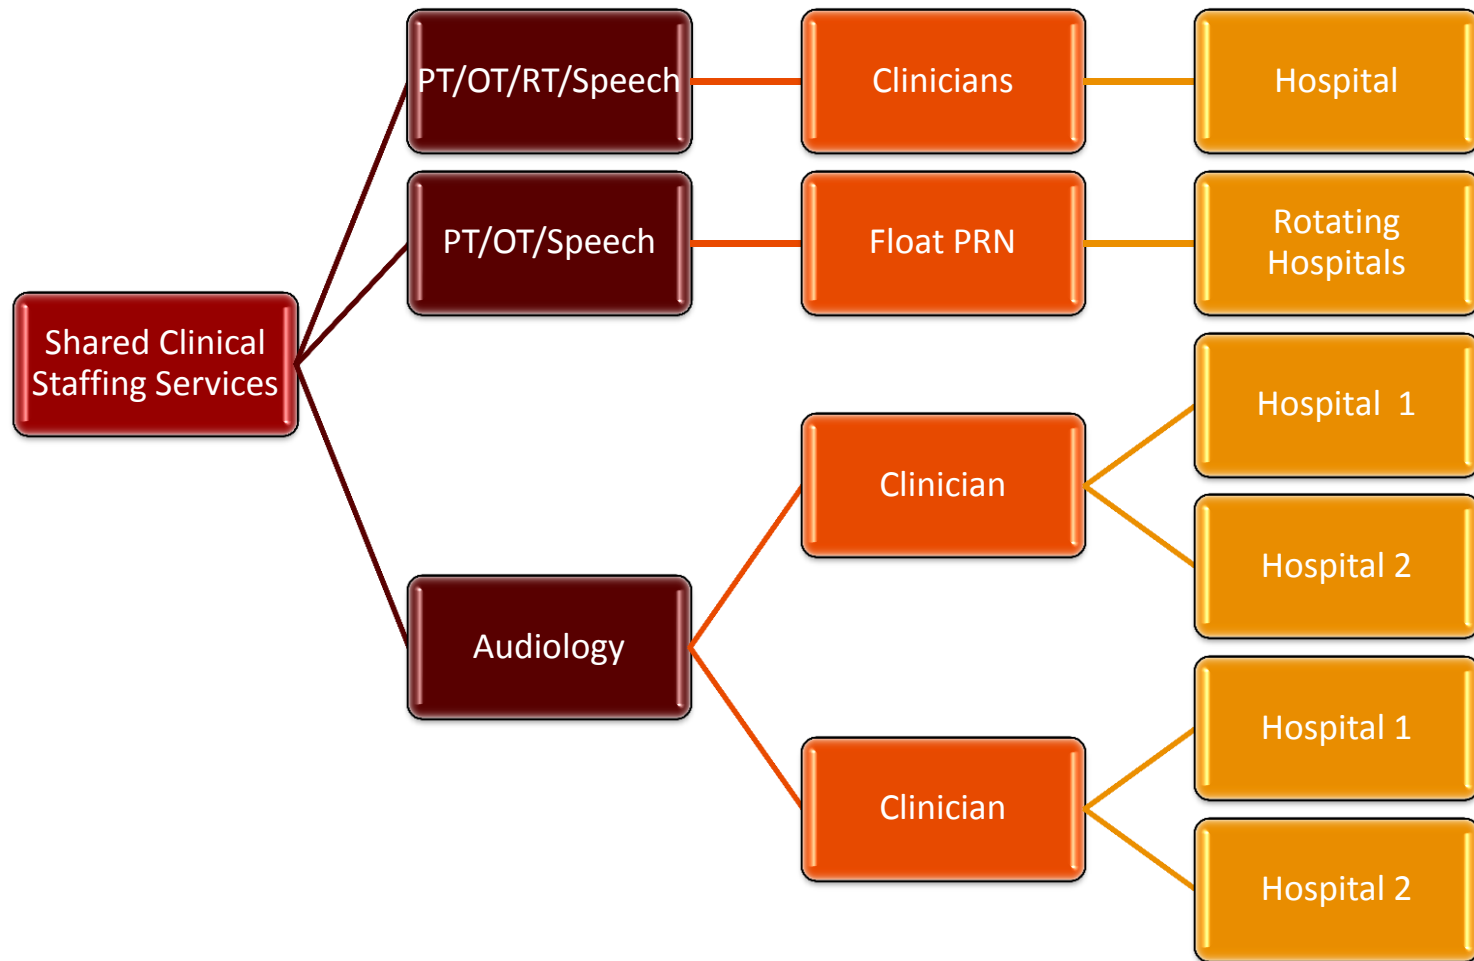 PT/OT/RT/Speech
Clinicians
Hospital
PT/OT/Speech
Float PRN
Rotating
Hospitals
Shared Clinical
Staffing Services
Hospital  1
Clinician
Hospital 2
Audiology
Hospital 1
Clinician
Hospital 2